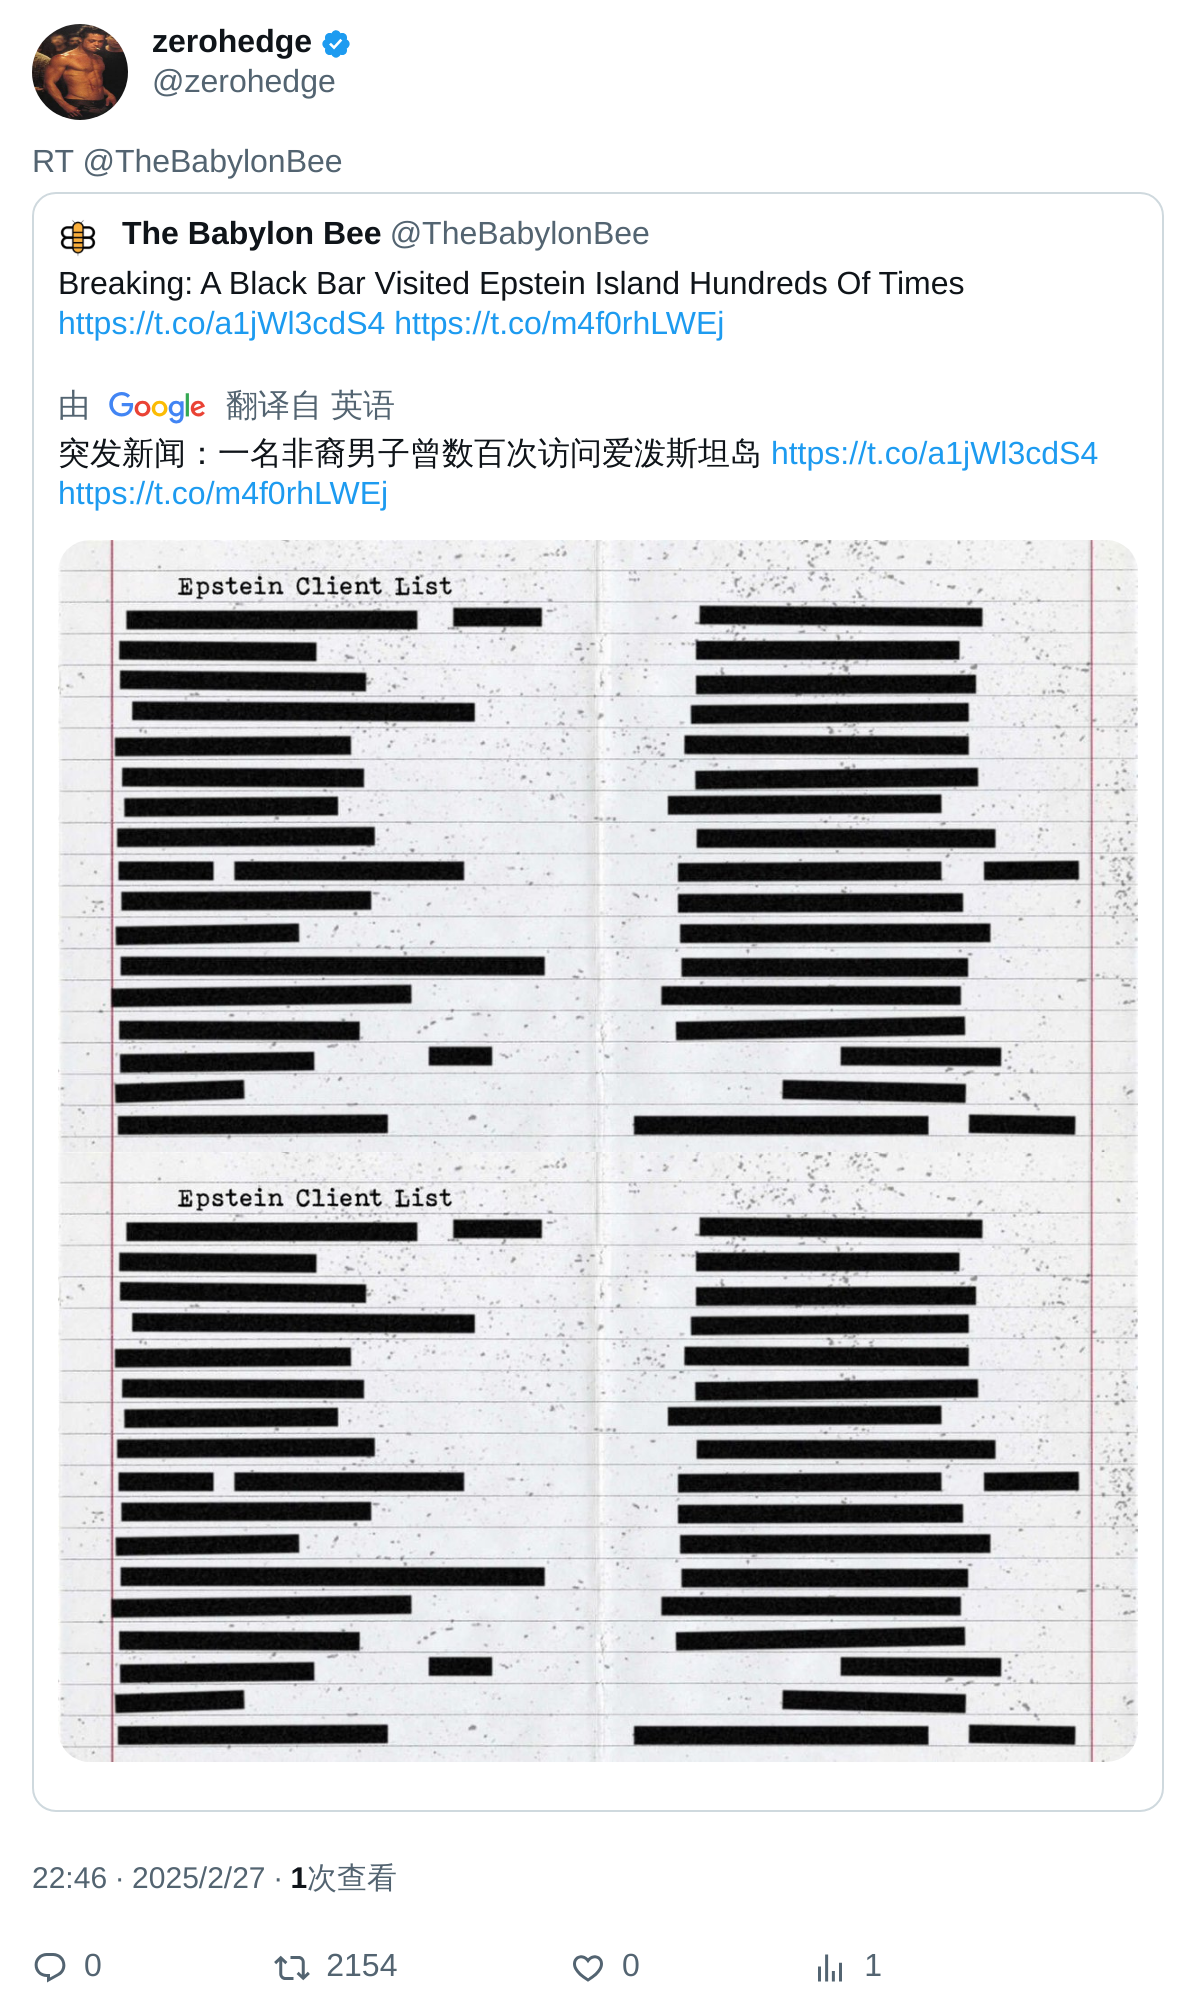 zerohedge
@zerohedge
RT @TheBabylonBee
The Babylon Bee @TheBabylonBee
Breaking: A Black Bar Visited Epstein Island Hundreds Of Times
https://t.co/a1jWl3cdS4 https://t.co/m4f0rhLWEj
由 Google 翻译自 英语
突发新闻：一名非裔男子曾数百次访问爱泼斯坦岛 https://t.co/a1jWl3cdS4
https://t.co/m4f0rhLWEj
Epstein Client List
Epstein Client List
22:46 · 2025/2/27 · 1次查看
0 2154 0 1